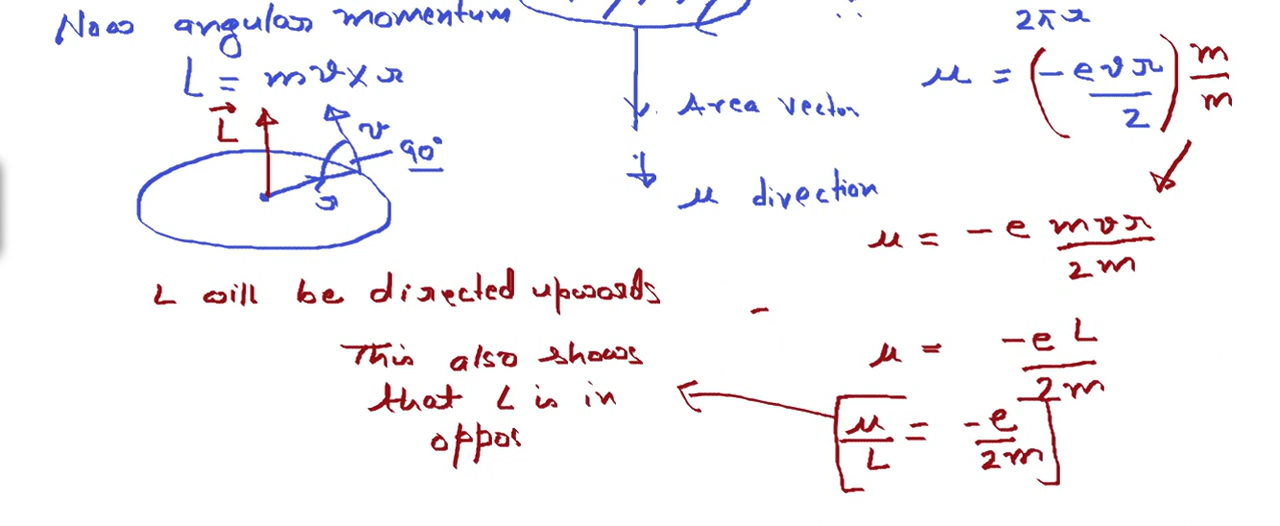 Now angular momentum
L = mv × r
L⃗
v
90°
r
L will be directed upwards
This also shows
that L is in
oppos
Area vector
μ direction
∴
2πr
μ = (-evr/2) m/m
μ = -e mvr/2m
μ = -eL/2m
[μ/L = -e/2m]